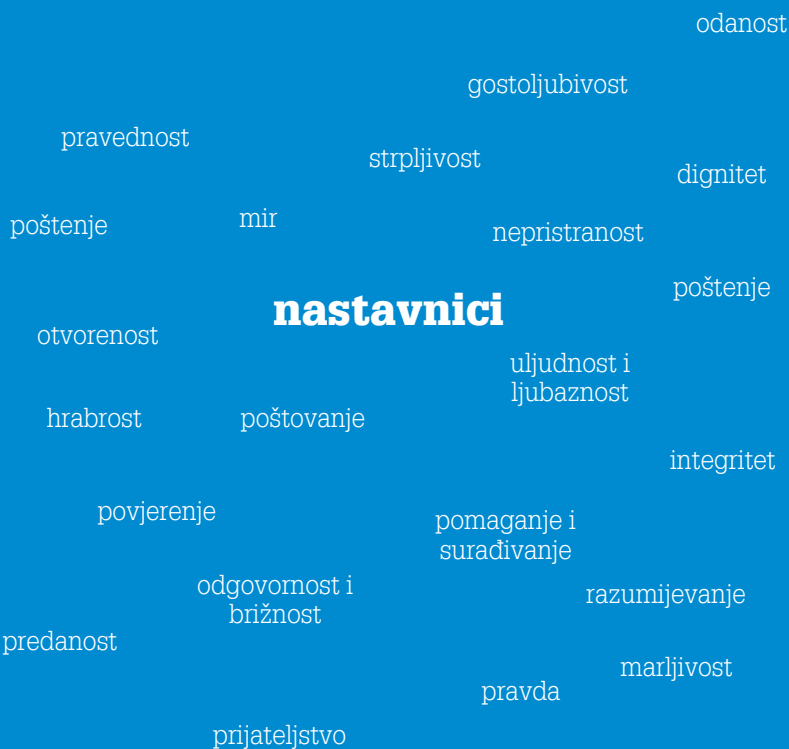 odanost
gostoljubivost
pravednost
strpljivost
dignitet
poštenje
mir
nepristranost
poštenje
nastavnici
otvorenost
uljudnost i
ljubaznost
hrabrost
poštovanje
integritet
povjerenje
pomaganje i
surađivanje
odgovornost i
brižnost
razumijevanje
predanost
marljivost
pravda
prijateljstvo